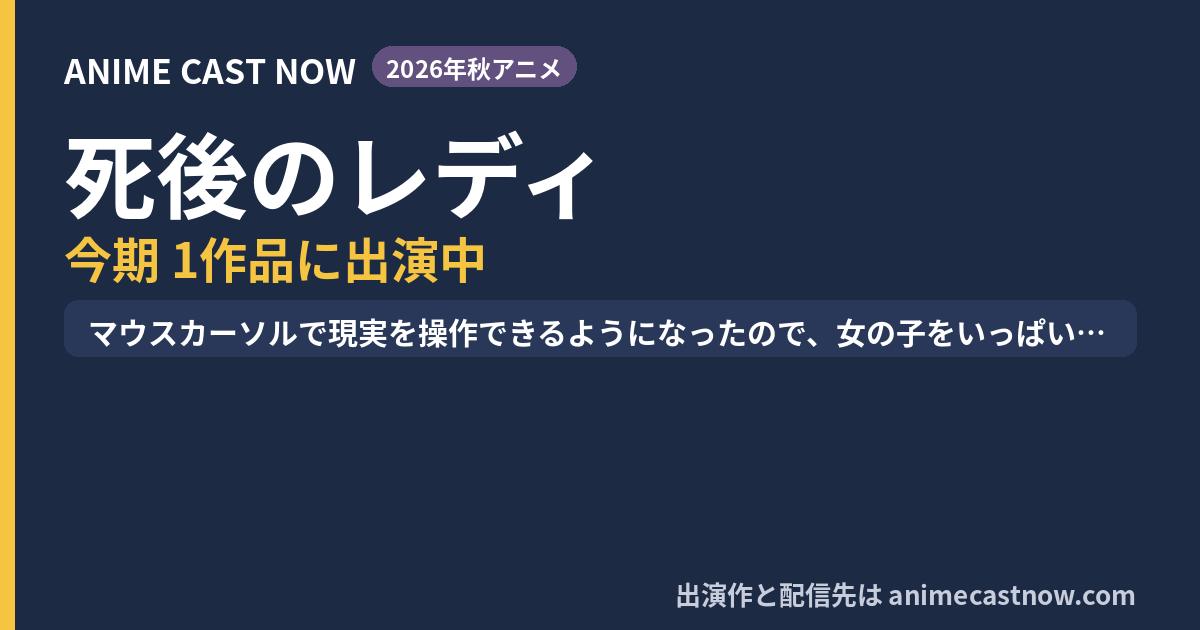 ANIME CAST NOW 2026年秋アニメ
死後のレディ
今期 1作品に出演中
マウスカーソルで現実を操作できるようになったので、女の子をいっぱい…
出演作と配信先は animecastnow.com